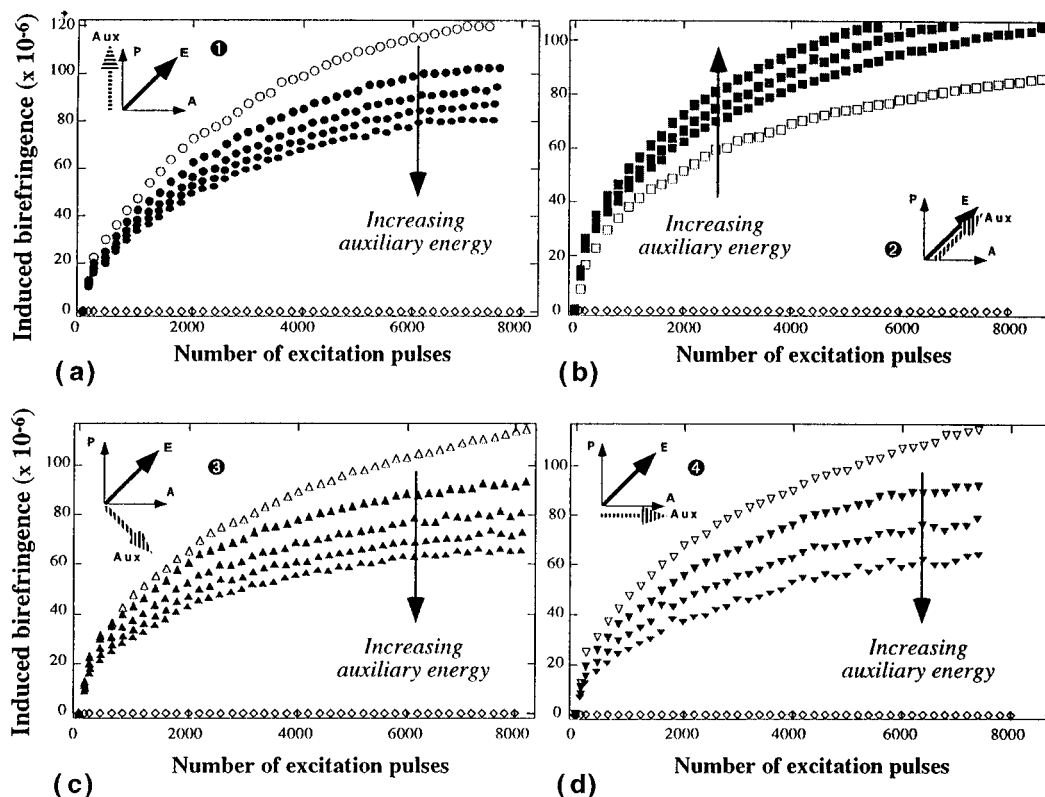 Induced birefringence (x 10-6)
120
100
80
60
40
20
0
Aux
P
E
A
❶
Increasing
auxiliary energy
0
2000
4000
6000
8000
Number of excitation pulses
(a)
100
80
60
40
20
0
Increasing
auxiliary energy
❷
P
E
Aux
A
0
2000
4000
6000
8000
Number of excitation pulses
(b)
Induced birefringence (x 10-6)
100
80
60
40
20
0
P
E
A
Aux
❸
Increasing
auxiliary energy
0
2000
4000
6000
8000
Number of excitation pulses
(c)
100
80
60
40
20
0
P
E
A
Aux
❹
Increasing
auxiliary energy
0
2000
4000
6000
8000
Number of excitation pulses
(d)